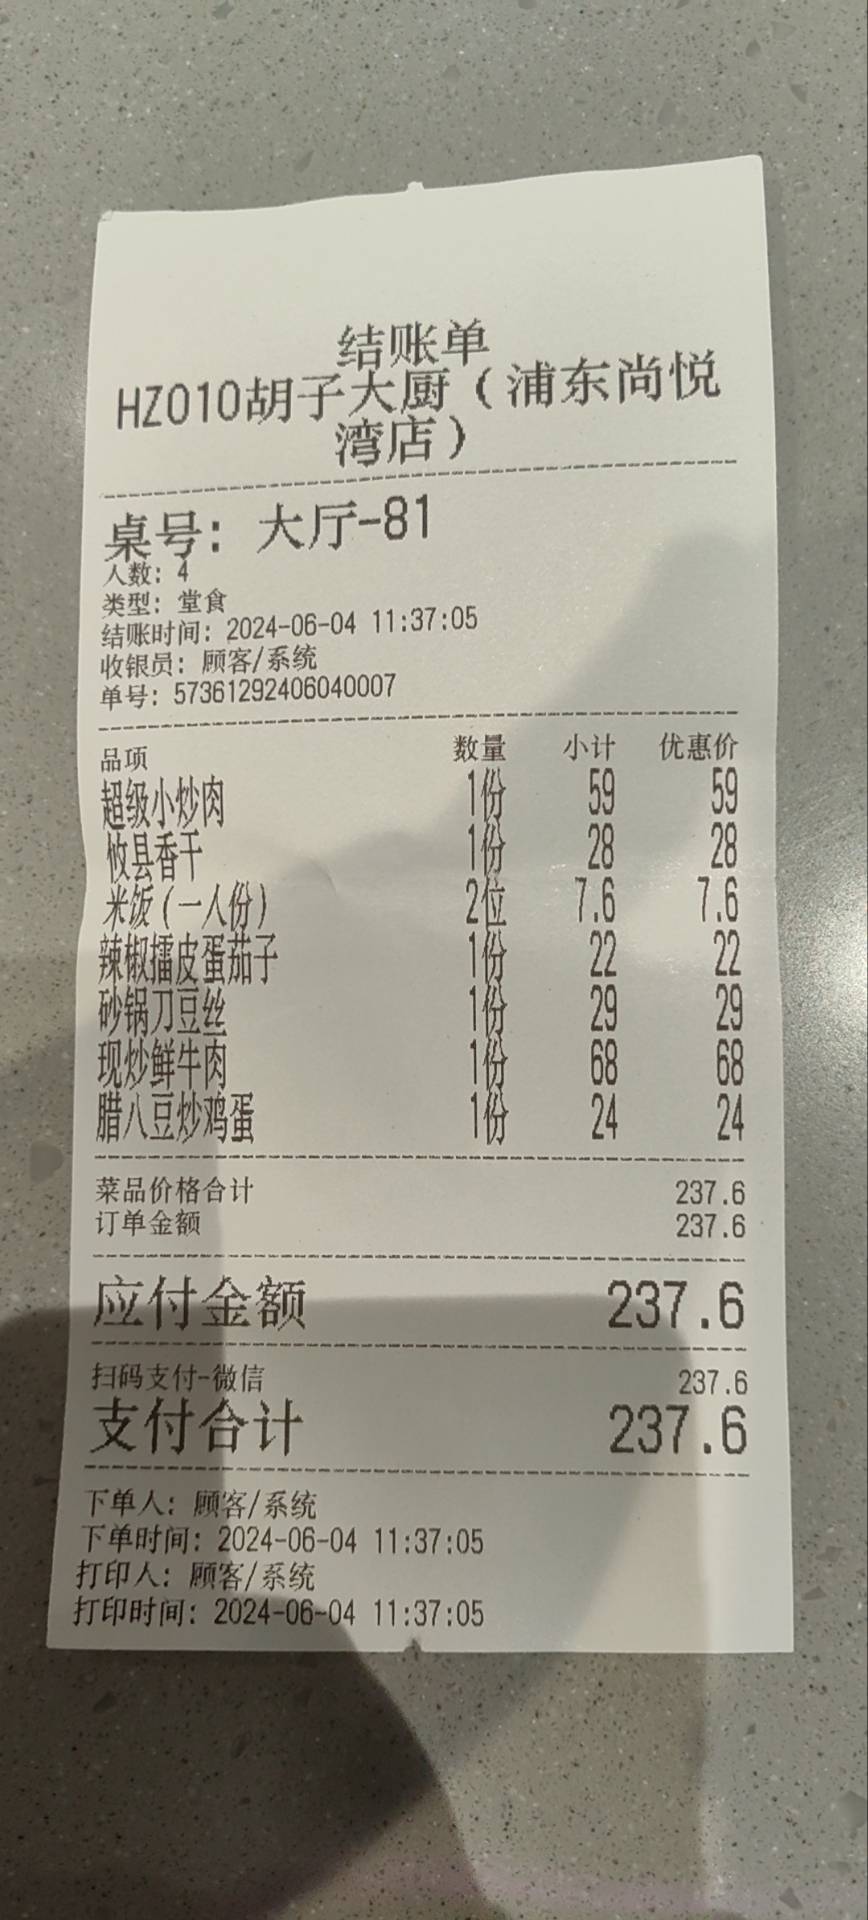 结账单
HZ010胡子大厨（浦东尚悦
湾店）
桌号：大厅-81
人数：4
类型：堂食
结账时间：2024-06-04 11:37:05
收银员：顾客/系统
单号：57361292406040007
品项 数量 小计 优惠价
超级小炒肉 1份 59 59
攸县香干 1份 28 28
米饭（一人份） 2位 7.6 7.6
辣椒擂皮蛋茄子 1份 22 22
砂锅刀豆丝 1份 29 29
现炒鲜牛肉 1份 68 68
腊八豆炒鸡蛋 1份 24 24
菜品价格合计 237.6
订单金额 237.6
应付金额 237.6
扫码支付-微信 237.6
支付合计 237.6
下单人：顾客/系统
下单时间：2024-06-04 11:37:05
打印人：顾客/系统
打印时间：2024-06-04 11:37:05